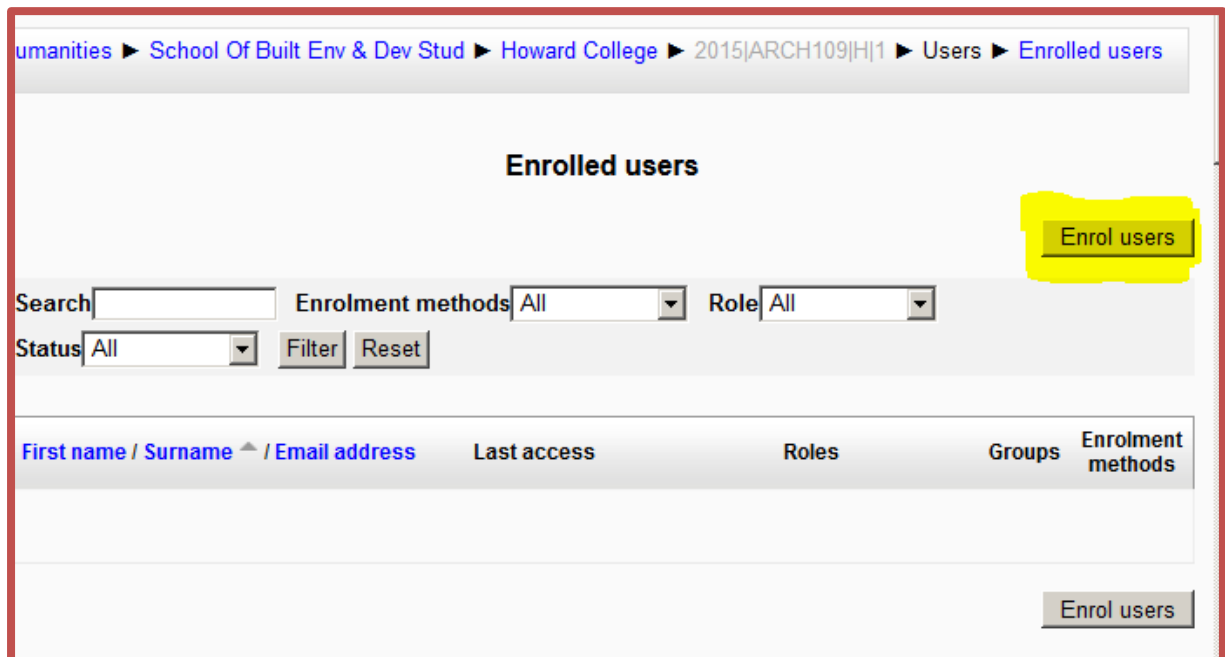 umanities ► School Of Built Env & Dev Stud ► Howard College ► 2015|ARCH109|H|1 ► Users ► Enrolled users
Enrolled users
Enrol users
Search Enrolment methods All Role All
Status All Filter Reset
First name / Surname / Email address Last access Roles Groups Enrolment methods
Enrol users